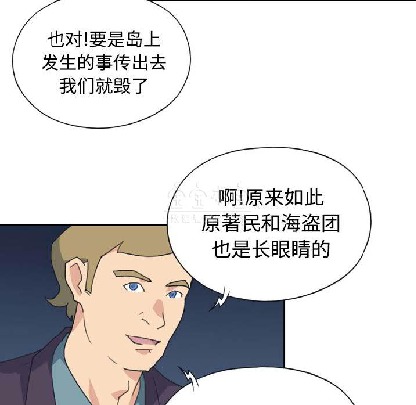 也对!要是岛上
发生的事传出去
我们就毁了
啊!原来如此
原著民和海盗团
也是长眼睛的